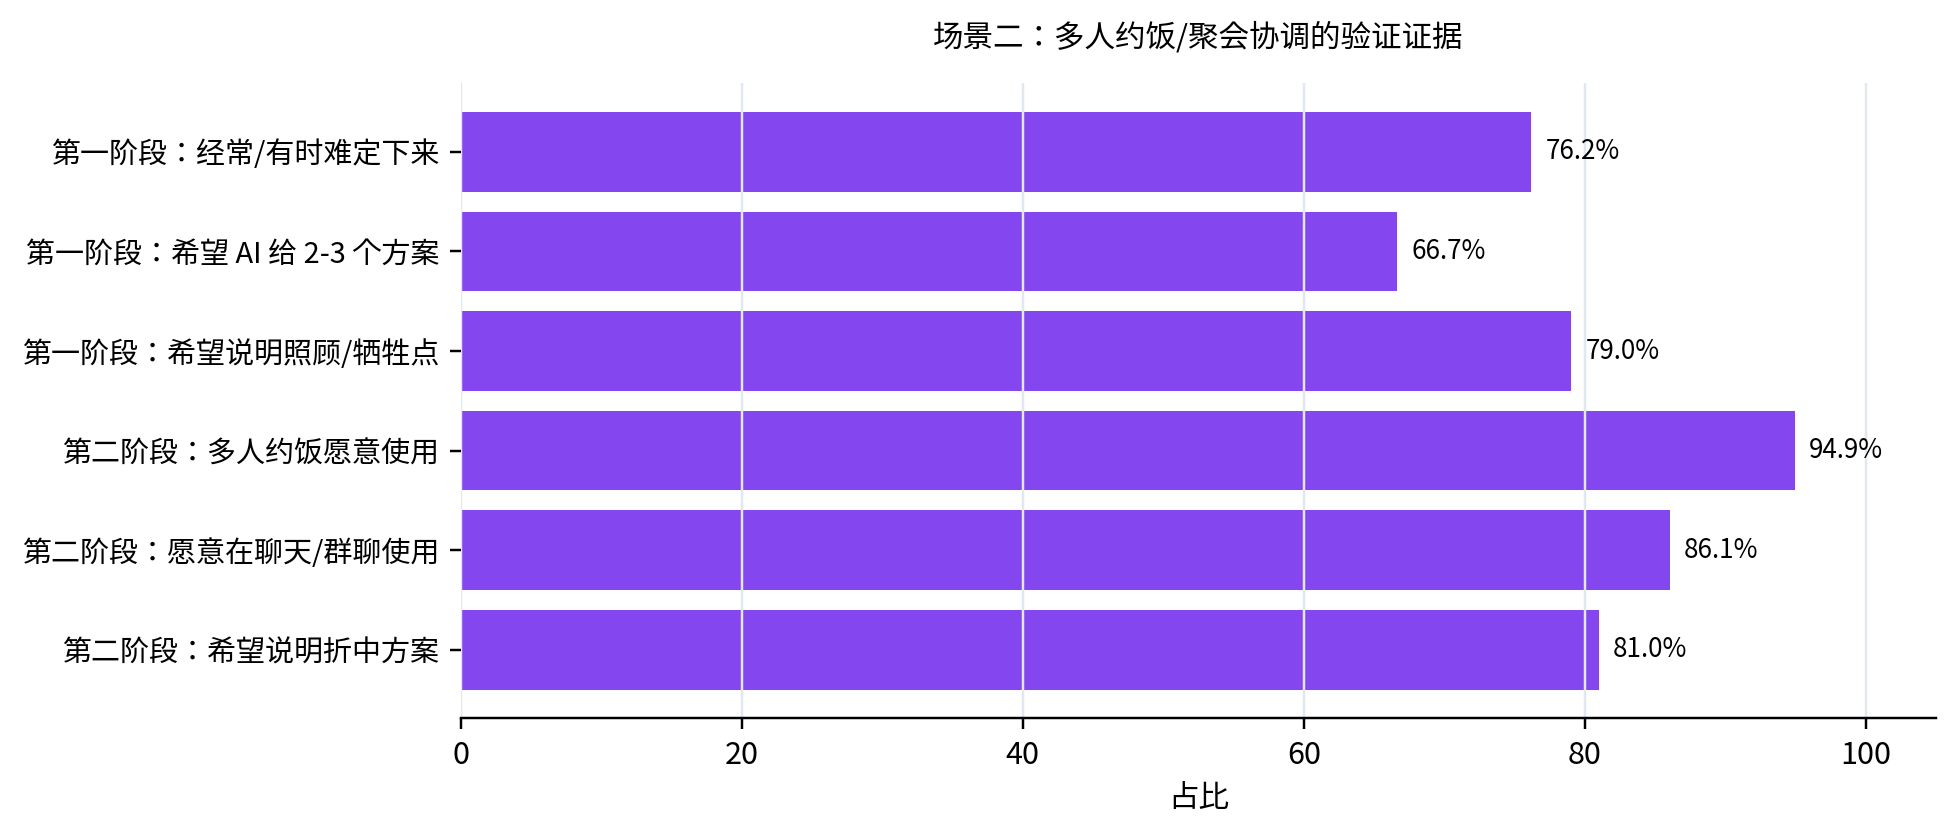 场景二：多人约饭/聚会协调的验证证据
第一阶段：经常/有时难定下来
76.2%
第一阶段：希望 AI 给 2-3 个方案
66.7%
第一阶段：希望说明照顾/牺牲点
79.0%
第二阶段：多人约饭愿意使用
94.9%
第二阶段：愿意在聊天/群聊使用
86.1%
第二阶段：希望说明折中方案
81.0%
0 20 40 60 80 100
占比